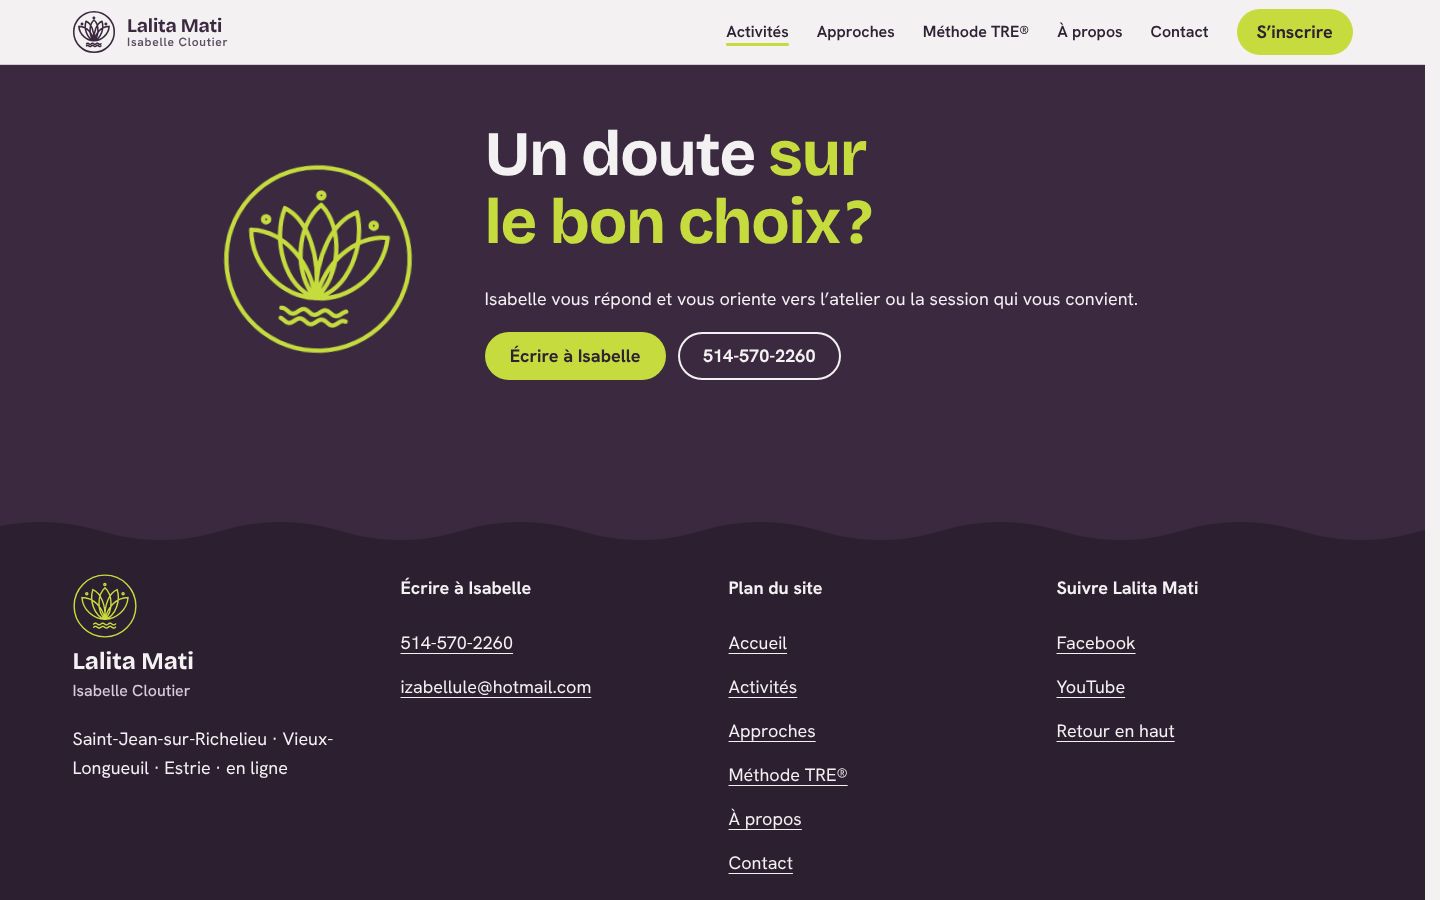 Lalita Mati
Isabelle Cloutier
Activités
Approches
Méthode TRE®
À propos
Contact
S’inscrire
Un doute sur
le bon choix?
Isabelle vous répond et vous oriente vers l’atelier ou la session qui vous convient.
Écrire à Isabelle
514-570-2260
Lalita Mati
Isabelle Cloutier
Saint-Jean-sur-Richelieu · Vieux-
Longueuil · Estrie · en ligne
Écrire à Isabelle
514-570-2260
izabellule@hotmail.com
Plan du site
Accueil
Activités
Approches
Méthode TRE®
À propos
Contact
Suivre Lalita Mati
Facebook
YouTube
Retour en haut